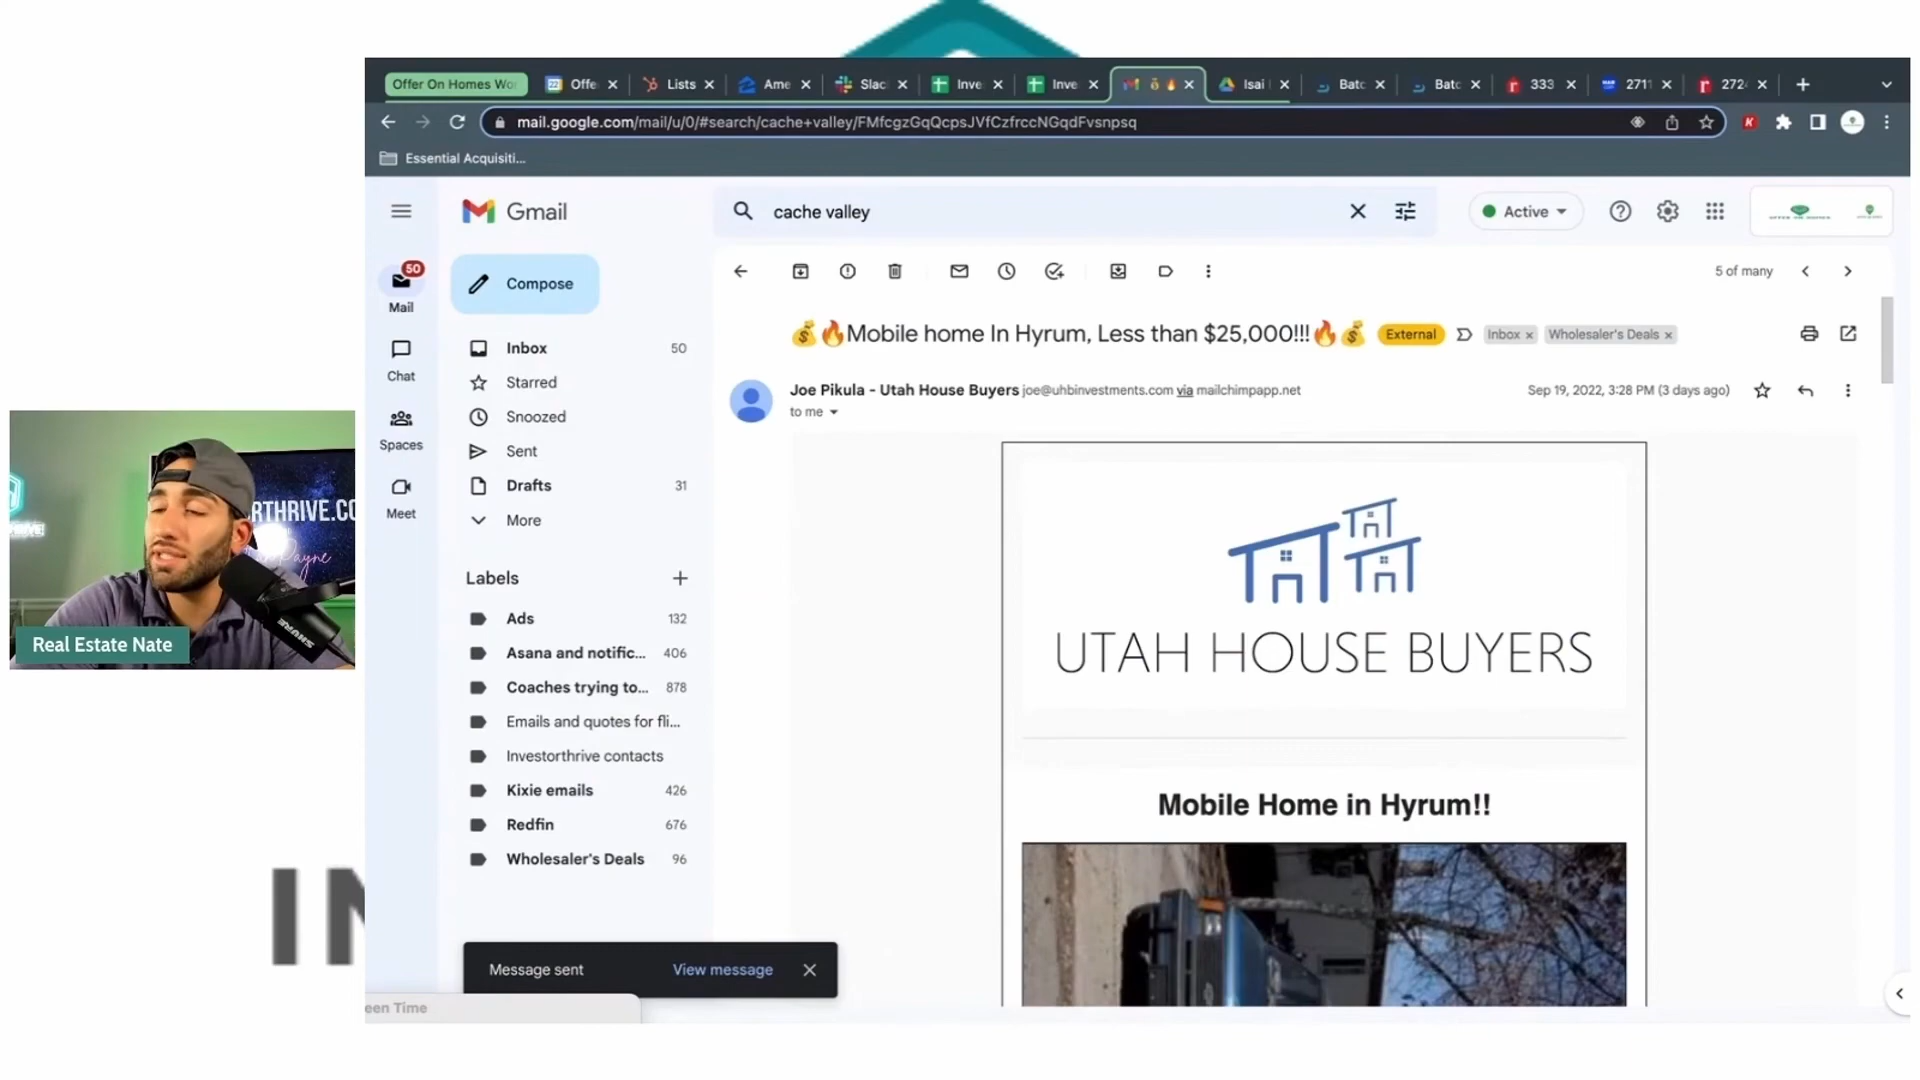 Offer On Homes Wo
Offe
Lists
Ame
Slac
Inve
Inve
Isai
Batc
Batc
333
2711
272
mail.google.com/mail/u/0/#search/cache+valley/FMfcgzGqQcpsJVfCzfrccNGqdFvsnpsq
Essential Acquisiti...
Gmail
cache valley
Active
50
Mail
Compose
5 of many
💰🔥Mobile home In Hyrum, Less than $25,000!!!🔥💰
External
Inbox ×
Wholesaler's Deals ×
Joe Pikula - Utah House Buyers joe@uhbinvestments.com via mailchimpapp.net
Sep 19, 2022, 3:28 PM (3 days ago)
to me
Chat
Spaces
Meet
Inbox 50
Starred
Snoozed
Sent
Drafts 31
More
Labels
Ads 132
Asana and notific... 406
Coaches trying to... 878
Emails and quotes for fli...
Investorthrive contacts
Kixie emails 426
Redfin 676
Wholesaler's Deals 96
UTAH HOUSE BUYERS
Mobile Home in Hyrum!!
RTHRIVE.CO
SHURE
Real Estate Nate
IN
Message sent
View message
een Time